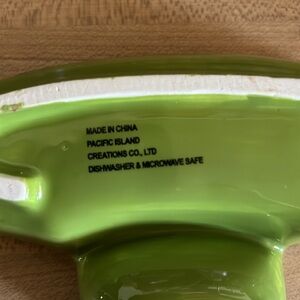 MADE IN CHINA
PACIFIC ISLAND
CREATIONS CO., LTD
DISHWASHER & MICROWAVE SAFE